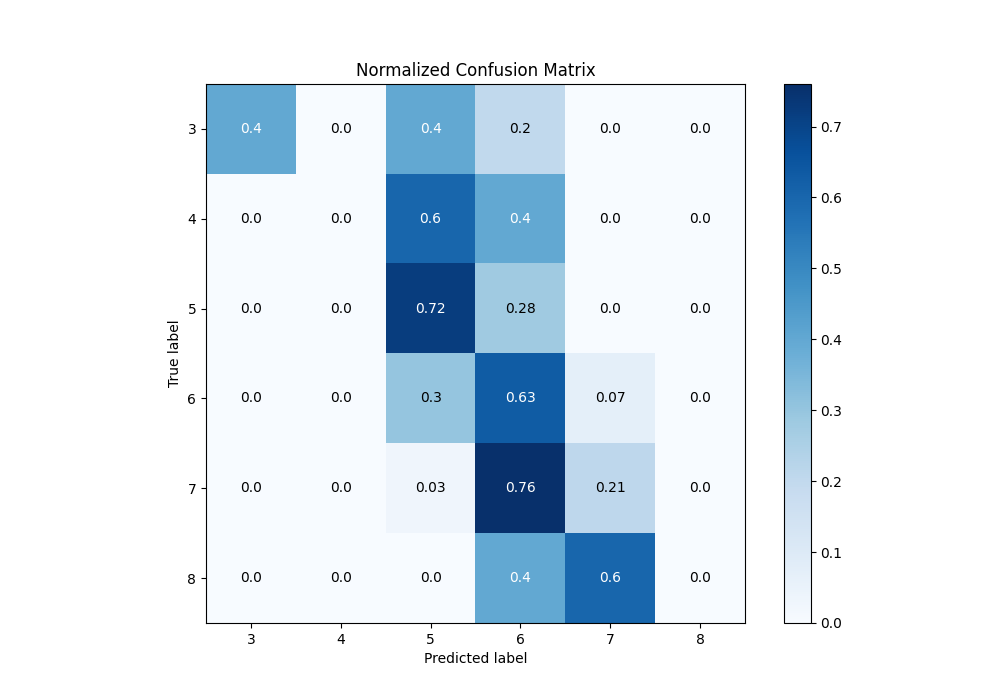 Normalized Confusion Matrix
3 0.4 0.0 0.4 0.2 0.0 0.0
4 0.0 0.0 0.6 0.4 0.0 0.0
5 0.0 0.0 0.72 0.28 0.0 0.0
6 0.0 0.0 0.3 0.63 0.07 0.0
7 0.0 0.0 0.03 0.76 0.21 0.0
8 0.0 0.0 0.0 0.4 0.6 0.0
3 4 5 6 7 8
Predicted label
True label
0.7
0.6
0.5
0.4
0.3
0.2
0.1
0.0